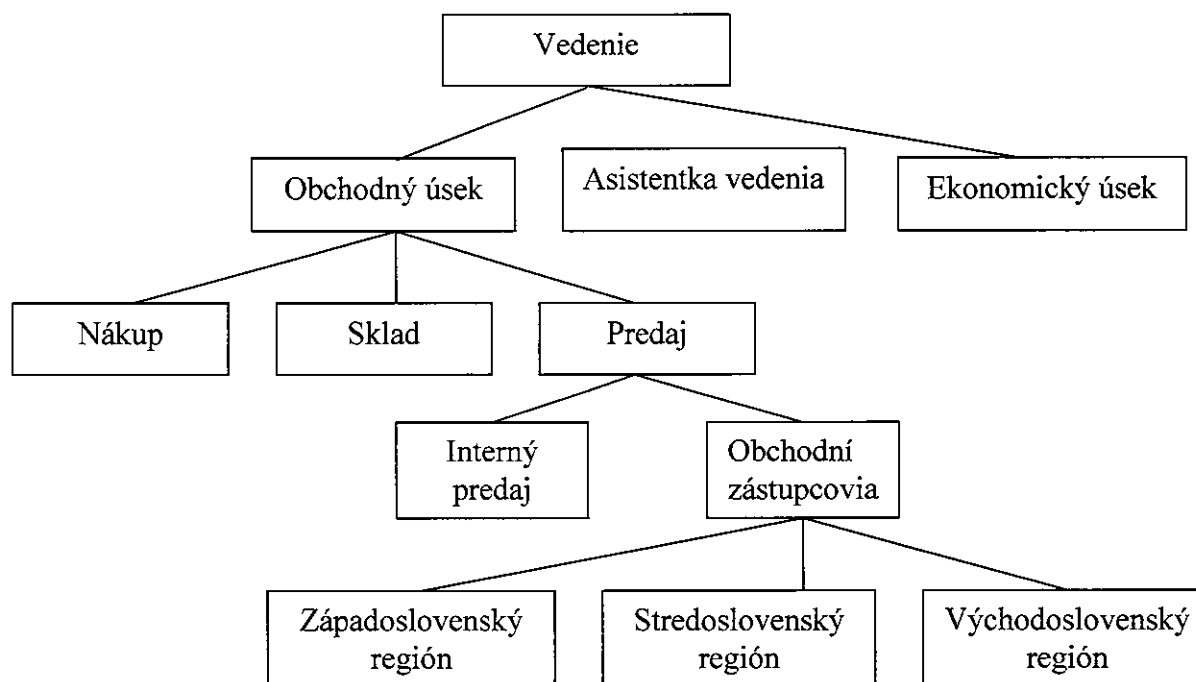 Vedenie
Obchodný úsek
Asistentka vedenia
Ekonomický úsek
Nákup
Sklad
Predaj
Interný
predaj
Obchodní
zástupcovia
Západoslovenský
región
Stredoslovenský
región
Východoslovenský
región